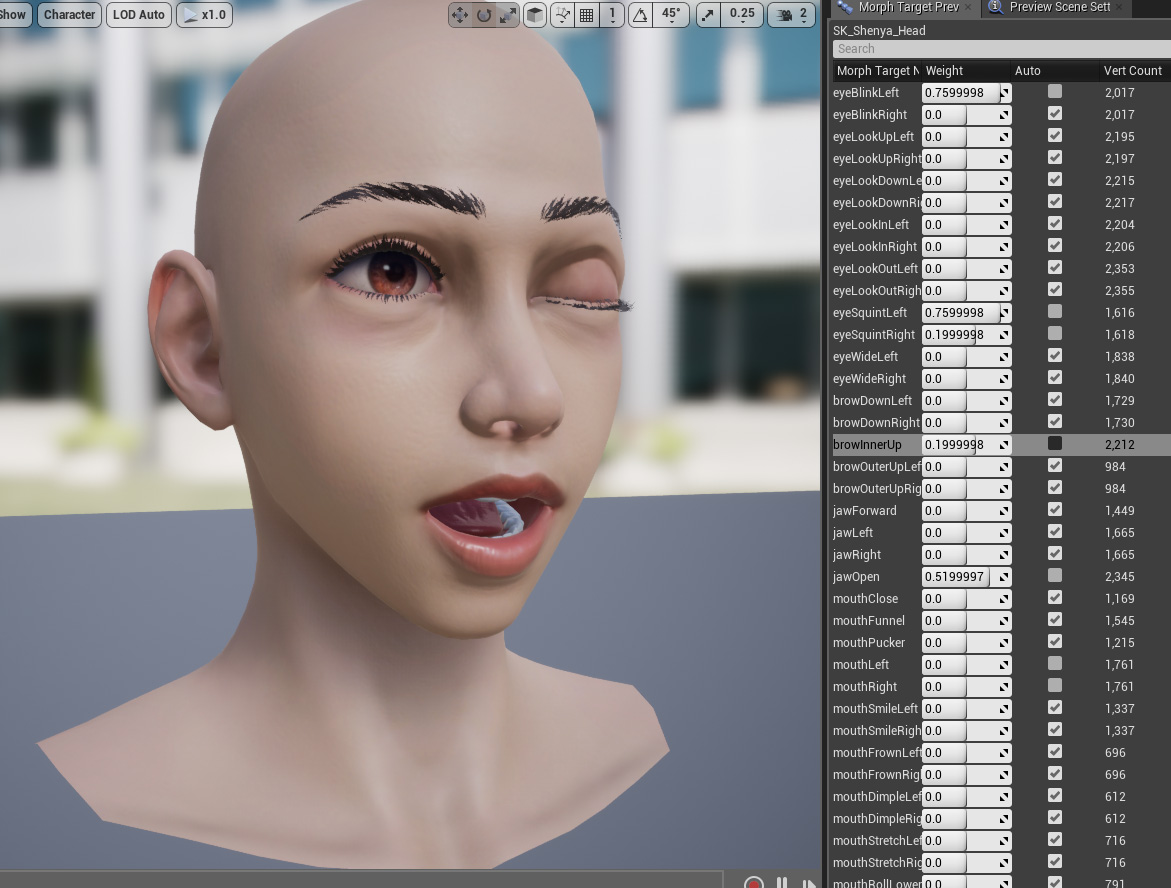 Show Character LOD Auto x1.0 1 45° 0.25 2
Morph Target Prev × Preview Scene Sett ×
SK_Shenya_Head
Search
Morph Target N Weight Auto Vert Count
eyeBlinkLeft 0.7599998 2,017
eyeBlinkRight 0.0 2,017
eyeLookUpLeft 0.0 2,195
eyeLookUpRight 0.0 2,197
eyeLookDownLe 0.0 2,215
eyeLookDownRi 0.0 2,217
eyeLookInLeft 0.0 2,204
eyeLookInRight 0.0 2,206
eyeLookOutLeft 0.0 2,353
eyeLookOutRigh 0.0 2,355
eyeSquintLeft 0.7599998 1,616
eyeSquintRight 0.1999998 1,618
eyeWideLeft 0.0 1,838
eyeWideRight 0.0 1,840
browDownLeft 0.0 1,729
browDownRight 0.0 1,730
browInnerUp 0.1999998 2,212
browOuterUpLef 0.0 984
browOuterUpRig 0.0 984
jawForward 0.0 1,449
jawLeft 0.0 1,665
jawRight 0.0 1,665
jawOpen 0.5199997 2,345
mouthClose 0.0 1,169
mouthFunnel 0.0 1,545
mouthPucker 0.0 1,215
mouthLeft 0.0 1,761
mouthRight 0.0 1,761
mouthSmileLeft 0.0 1,337
mouthSmileRigh 0.0 1,337
mouthFrownLeft 0.0 696
mouthFrownRig 0.0 696
mouthDimpleLef 0.0 612
mouthDimpleRig 0.0 612
mouthStretchLef 0.0 716
mouthStretchRig 0.0 716
mouthRollLower 0.0 791